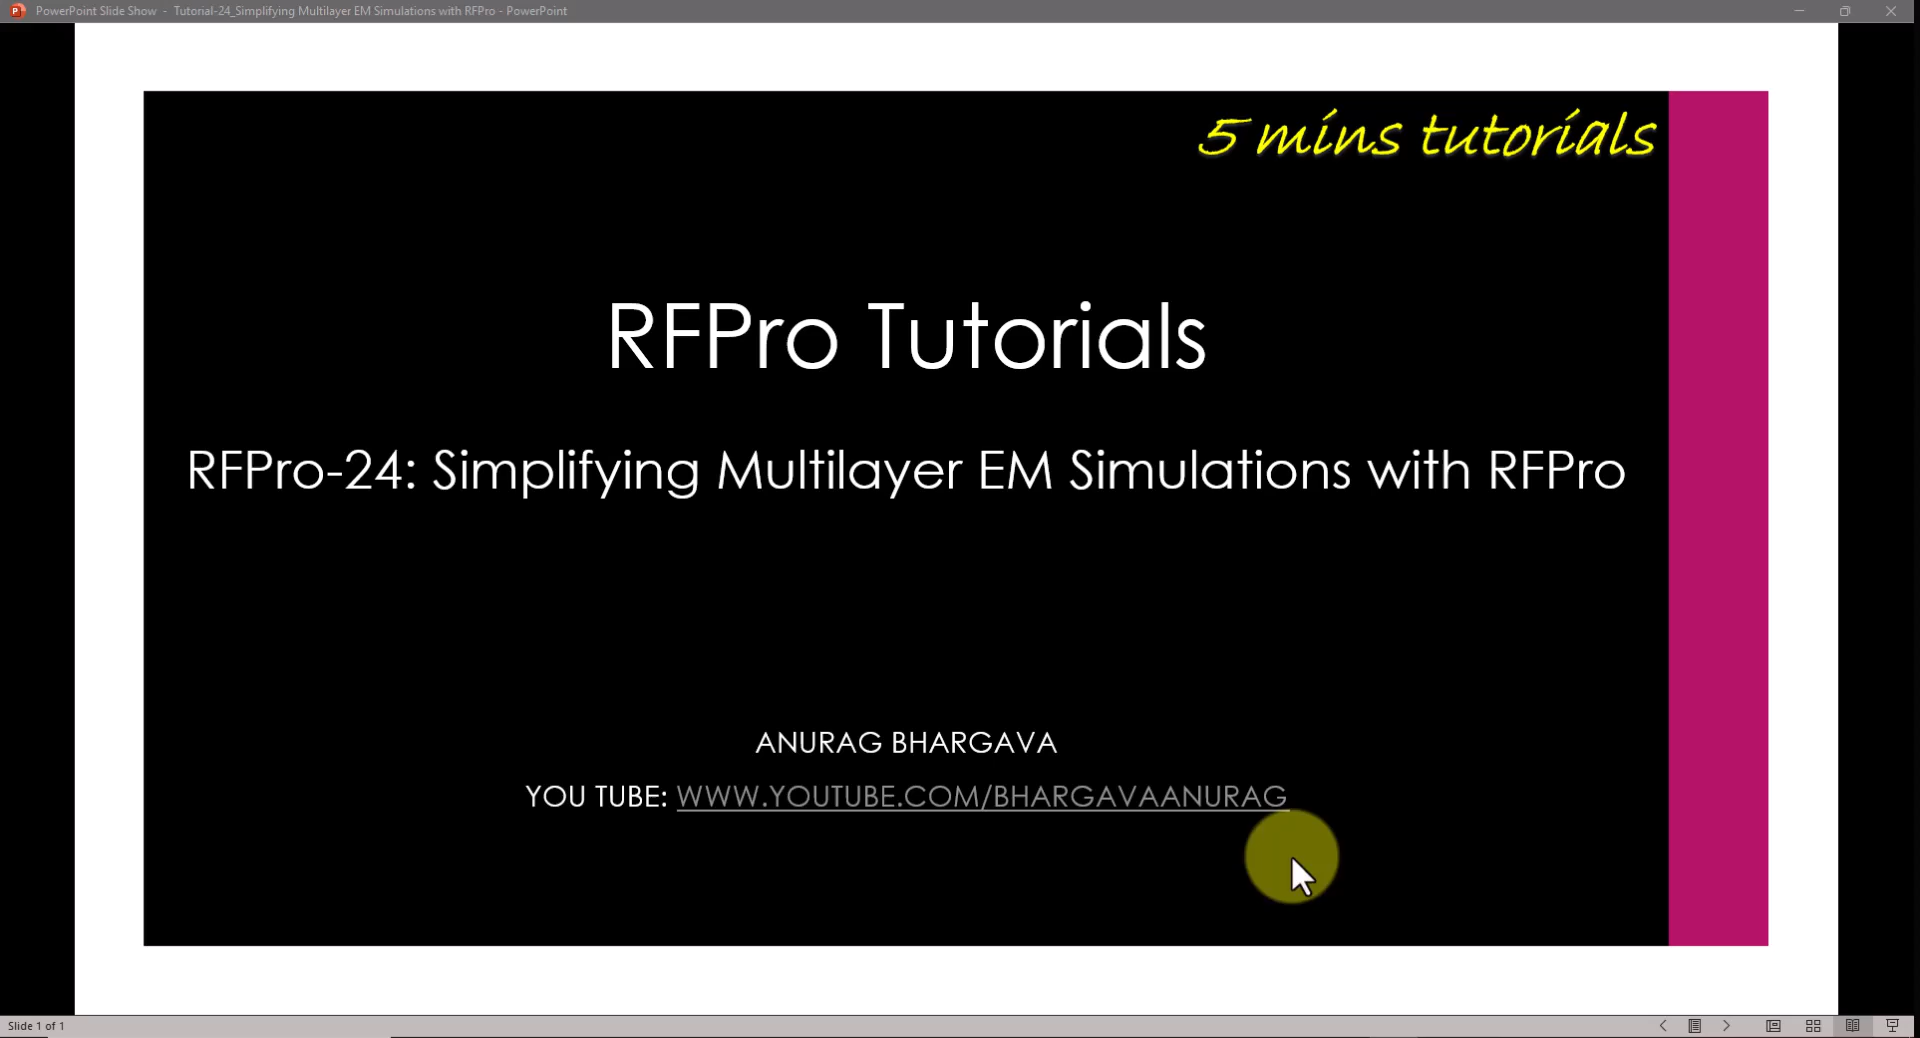 PowerPoint Slide Show - Tutorial-24_Simplifying Multilayer EM Simulations with RFPro - PowerPoint
5 mins tutorials
RFPro Tutorials
RFPro-24: Simplifying Multilayer EM Simulations with RFPro
ANURAG BHARGAVA
YOU TUBE: WWW.YOUTUBE.COM/BHARGAVAANURAG
Slide 1 of 1